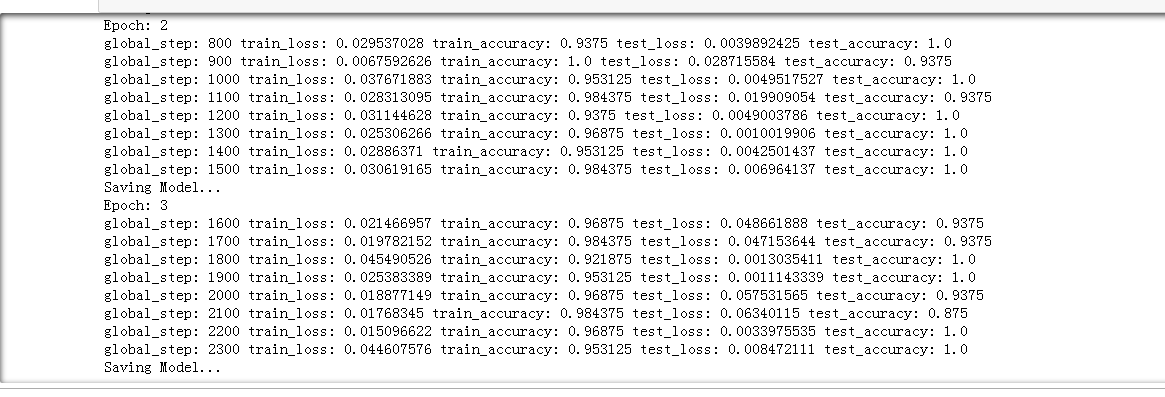 Epoch: 2
global_step: 800 train_loss: 0.029537028 train_accuracy: 0.9375 test_loss: 0.0039892425 test_accuracy: 1.0
global_step: 900 train_loss: 0.0067592626 train_accuracy: 1.0 test_loss: 0.028715584 test_accuracy: 0.9375
global_step: 1000 train_loss: 0.037671883 train_accuracy: 0.953125 test_loss: 0.0049517527 test_accuracy: 1.0
global_step: 1100 train_loss: 0.028313095 train_accuracy: 0.984375 test_loss: 0.019909054 test_accuracy: 0.9375
global_step: 1200 train_loss: 0.031144628 train_accuracy: 0.9375 test_loss: 0.0049003786 test_accuracy: 1.0
global_step: 1300 train_loss: 0.025306266 train_accuracy: 0.96875 test_loss: 0.0010019906 test_accuracy: 1.0
global_step: 1400 train_loss: 0.02886371 train_accuracy: 0.953125 test_loss: 0.0042501437 test_accuracy: 1.0
global_step: 1500 train_loss: 0.030619165 train_accuracy: 0.984375 test_loss: 0.006964137 test_accuracy: 1.0
Saving Model...
Epoch: 3
global_step: 1600 train_loss: 0.021466957 train_accuracy: 0.96875 test_loss: 0.048661888 test_accuracy: 0.9375
global_step: 1700 train_loss: 0.019782152 train_accuracy: 0.984375 test_loss: 0.047153644 test_accuracy: 0.9375
global_step: 1800 train_loss: 0.045490526 train_accuracy: 0.921875 test_loss: 0.0013035411 test_accuracy: 1.0
global_step: 1900 train_loss: 0.025383389 train_accuracy: 0.953125 test_loss: 0.0011143339 test_accuracy: 1.0
global_step: 2000 train_loss: 0.018877149 train_accuracy: 0.96875 test_loss: 0.057531565 test_accuracy: 0.9375
global_step: 2100 train_loss: 0.01768345 train_accuracy: 0.984375 test_loss: 0.06340115 test_accuracy: 0.875
global_step: 2200 train_loss: 0.015096622 train_accuracy: 0.96875 test_loss: 0.0033975535 test_accuracy: 1.0
global_step: 2300 train_loss: 0.044607576 train_accuracy: 0.953125 test_loss: 0.008472111 test_accuracy: 1.0
Saving Model...